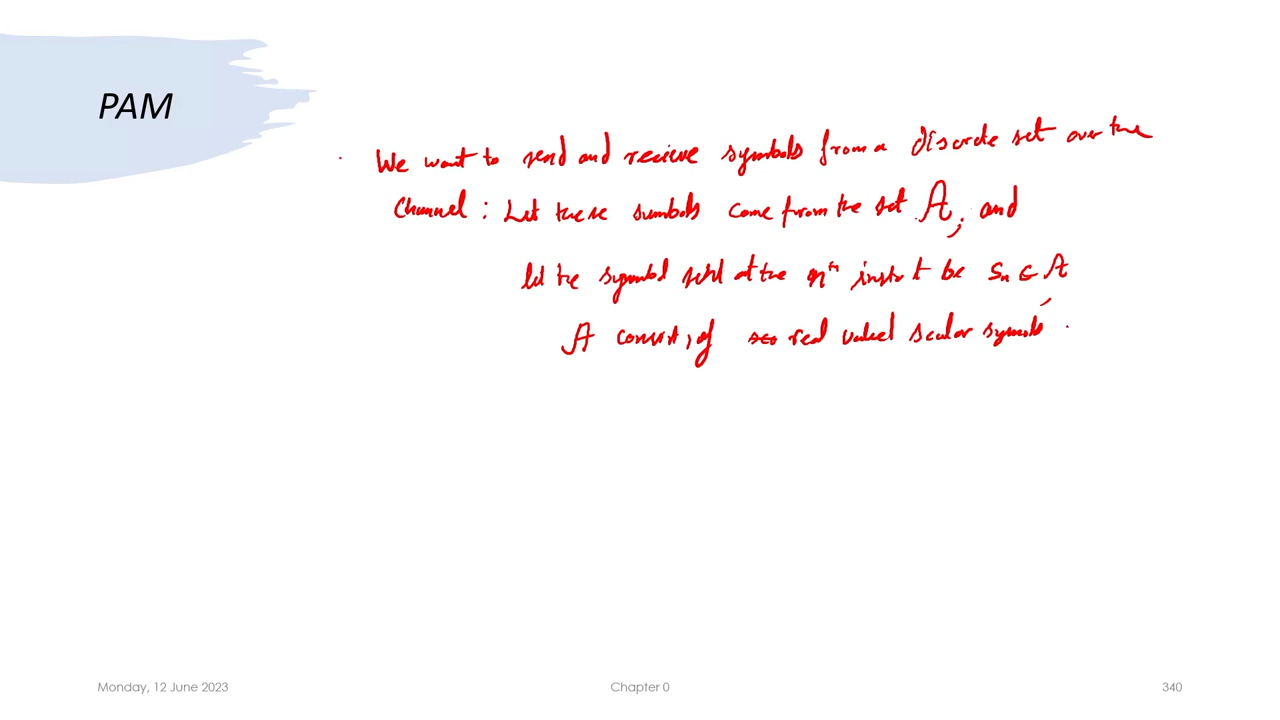 PAM
We want to send and recieve symbols from a discrete set over the
Channel : Let these sumbols come from the set A, and
let the symbol sent at the nth instant be Sn ∈ A
A consists of real valued scalar symbols.
Monday, 12 June 2023
Chapter 0
340